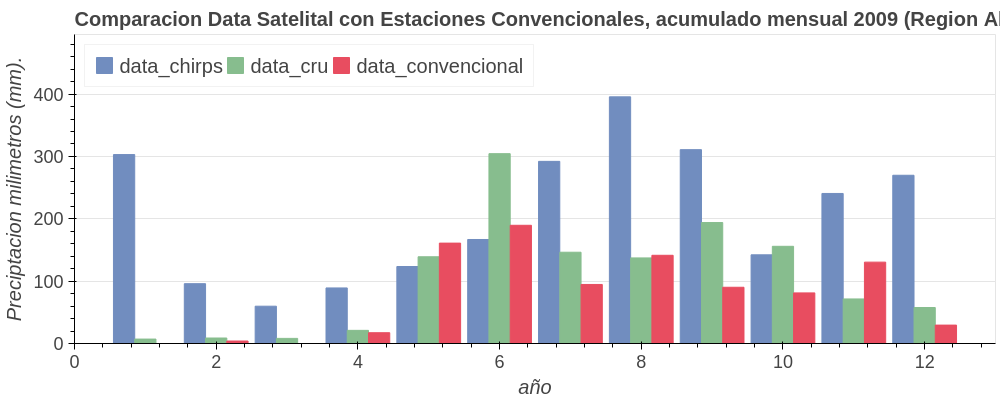 Comparacion Data Satelital con Estaciones Convencionales, acumulado mensual 2009 (Region
data_chirps data_cru data_convencional
Preciptacion milimetros (mm).
400
300
200
100
0
0 2 4 6 8 10 12
año